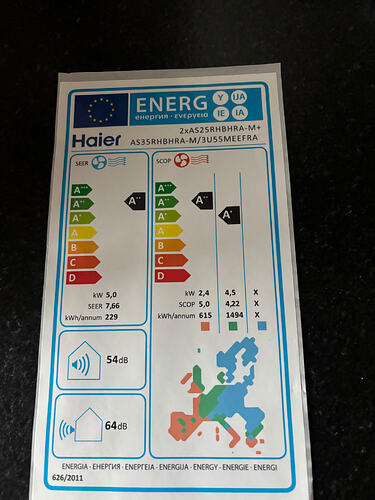 ENERG Y IJA
енергия · ενεργεια IE IA
Haier
2xAS25RHBHRA-M+
AS35RHBHRA-M/3U55MEEFRA
SEER
SCOP
A+++
A++
A+
A
B
C
D
A++
A+++
A++
A+
A
B
C
D
A++
A+
kW 5,0
SEER 7,66
kWh/annum 229
kW 2,4 4,5 X
SCOP 5,0 4,22 X
kWh/annum 615 1494 X
54dB
64dB
ENERGIA · ЕНЕРГИЯ · ΕΝΕΡΓΕΙΑ · ENERGIJA · ENERGY · ENERGIE · ENERGI
626/2011